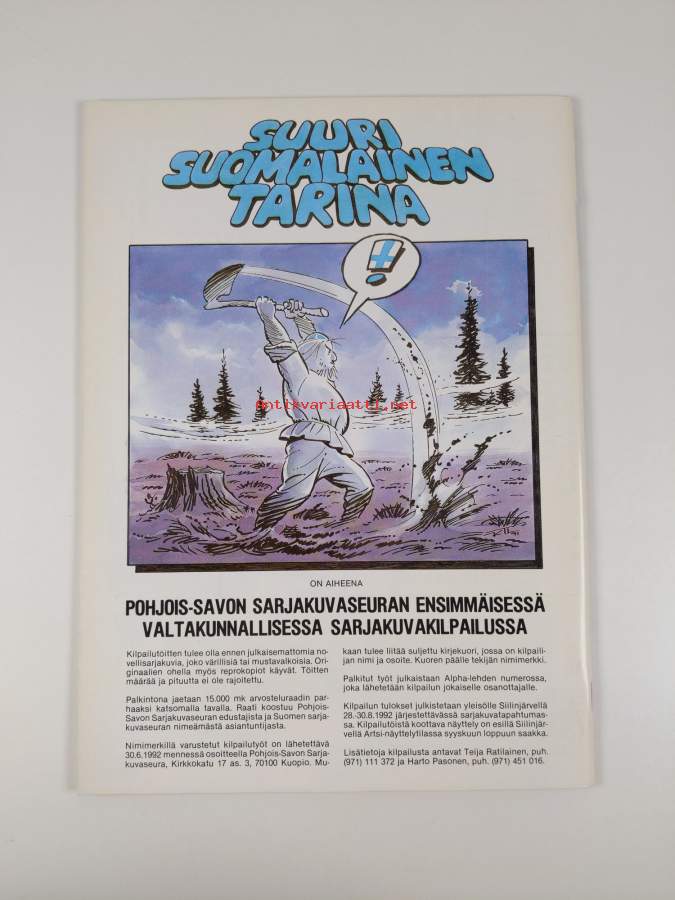 SUURI
SUOMALAINEN
TARINA
!
Antikvariaatti.net
ON AIHEENA
POHJOIS-SAVON SARJAKUVASEURAN ENSIMMÄISESSÄ
VALTAKUNNALLISESSA SARJAKUVAKILPAILUSSA
Kilpailutöitten tulee olla ennen julkaisemattomia no-
vellisarjakuvia, joko värillisiä tai mustavalkoisia. Ori-
ginaalien ohella myös reprokopiot käyvät. Töitten
määrää ja pituutta ei ole rajoitettu.
Palkintona jaetaan 15.000 mk arvosteluraadin par-
haaksi katsomalla tavalla. Raati koostuu Pohjois-
Savon Sarjakuvaseuran edustajista ja Suomen sarja-
kuvaseuran nimeämästä asiantuntijasta.
Nimimerkillä varustetut kilpailutyöt on lähetettävä
30.6.1992 mennessä osoitteella Pohjois-Savon Sarja-
kuvaseura, Kirkkokatu 17 as. 3, 70100 Kuopio. Mu-
kaan tulee liitää suljettu kirjekuori, jossa on kilpaili-
jan nimi ja osoite. Kuoren päälle tekijän nimimerkki.
Palkitut työt julkaistaan Alpha-lehden numerossa,
joka lähetetään kilpailun jokaiselle osanottajalle.
Kilpailun tulokset julkistetaan yleisölle Siilinjärvellä
28.-30.8.1992 järjestettävässä sarjakuvatapahtumas-
sa. Kilpailutöistä koottava näyttely on esillä Siilinjär-
vellä Artsi-näyttelytilassa syyskuun loppuun saakka.
Lisätietoja kilpailusta antavat Teija Ratilainen, puh.
(971) 111 372 ja Harto Pasonen, puh. (971) 451 016.